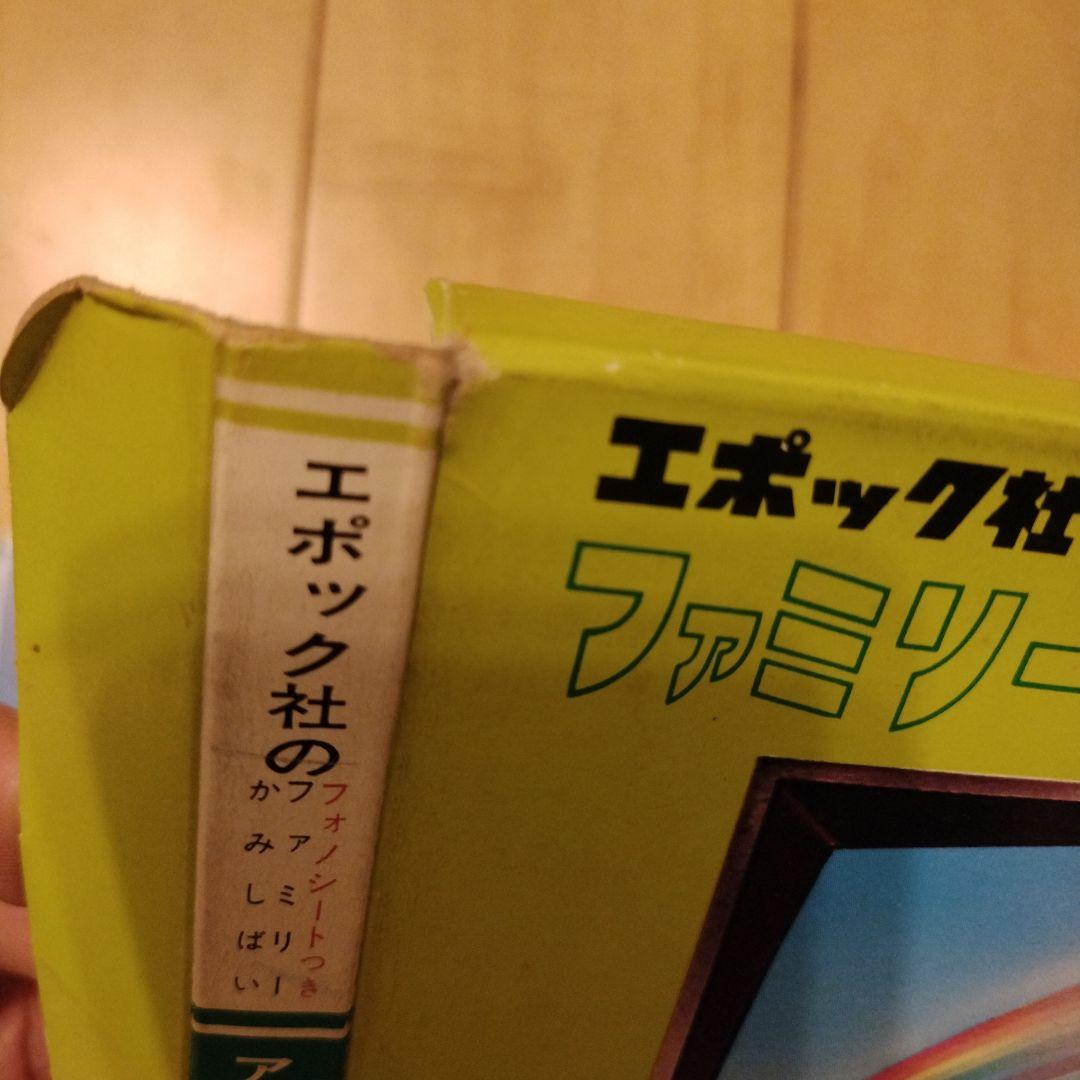 エポック社の
フォノシートつき
ファミリー
かみしばい
ア
エポック社
ファミリー